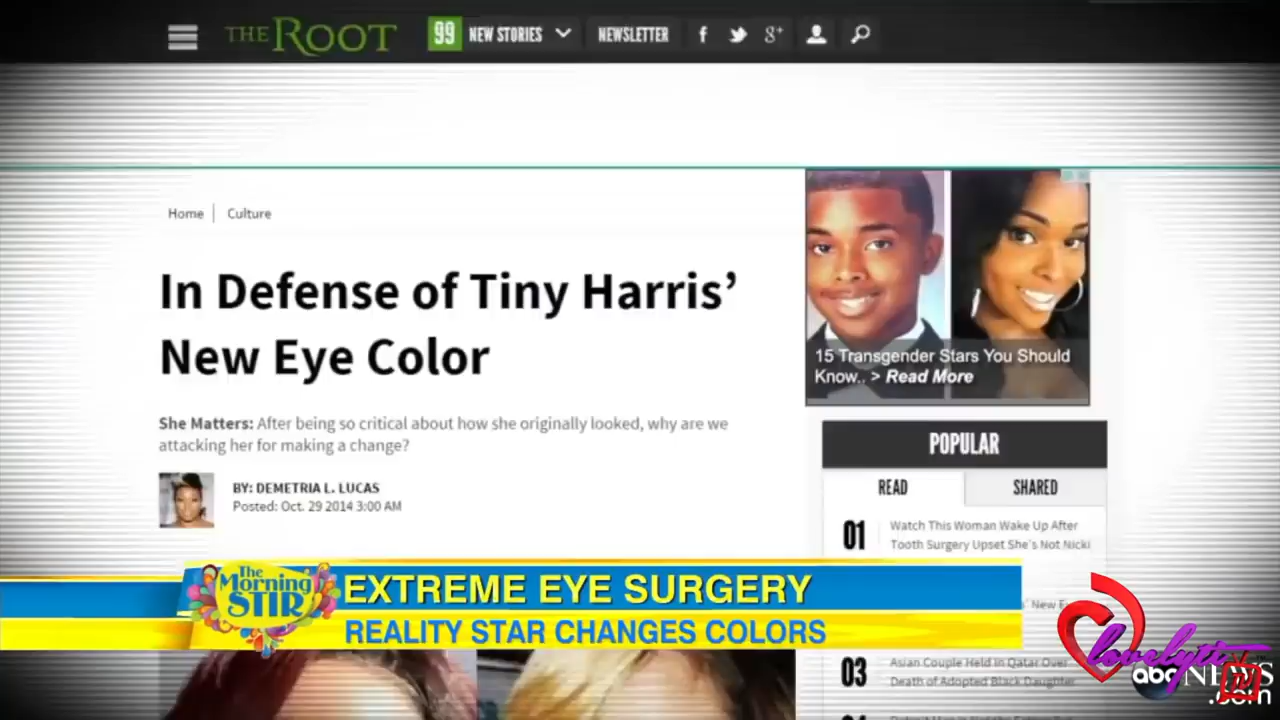 THE ROOT
99 NEW STORIES
NEWSLETTER
f
g+
Home
Culture
In Defense of Tiny Harris'
New Eye Color
She Matters: After being so critical about how she originally looked, why are we
attacking her for making a change?
BY: DEMETRIA L. LUCAS
Posted: Oct. 29 2014 3:00 AM
15 Transgender Stars You Should
Know.. > Read More
POPULAR
READ
SHARED
01
Watch This Woman Wake Up After
Tooth Surgery Upset She's Not Nicki
' New
03
Asian Couple Held in Qatar Over
Death of Adopted Black Daughter
The
Morning
STIR
EXTREME EYE SURGERY
REALITY STAR CHANGES COLORS
abc NEWS
.com